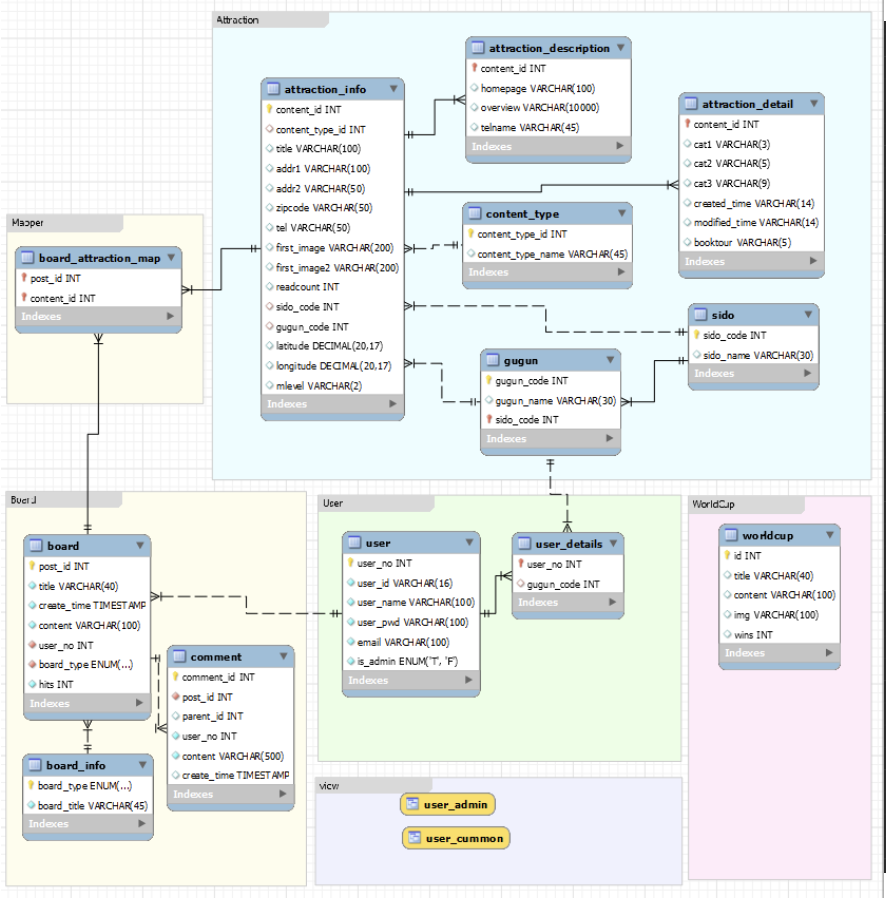 Attraction
attraction_info
content_id INT
content_type_id INT
title VARCHAR(100)
addr1 VARCHAR(100)
addr2 VARCHAR(50)
zipcode VARCHAR(50)
tel VARCHAR(50)
first_image VARCHAR(200)
first_image2 VARCHAR(200)
readcount INT
sido_code INT
gugun_code INT
latitude DECIMAL(20,17)
longitude DECIMAL(20,17)
mlevel VARCHAR(2)
Indexes
attraction_description
content_id INT
homepage VARCHAR(100)
overview VARCHAR(10000)
telname VARCHAR(45)
Indexes
attraction_detail
content_id INT
cat1 VARCHAR(3)
cat2 VARCHAR(5)
cat3 VARCHAR(9)
created_time VARCHAR(14)
modified_time VARCHAR(14)
booktour VARCHAR(5)
Indexes
content_type
content_type_id INT
content_type_name VARCHAR(45)
Indexes
sido
sido_code INT
sido_name VARCHAR(30)
Indexes
gugun
gugun_code INT
gugun_name VARCHAR(30)
sido_code INT
Indexes
Mapper
board_attraction_map
post_id INT
content_id INT
Indexes
Board
board
post_id INT
title VARCHAR(40)
create_time TIMESTAMP
content VARCHAR(100)
user_no INT
board_type ENUM(...)
hits INT
Indexes
comment
comment_id INT
post_id INT
parent_id INT
user_no INT
content VARCHAR(500)
create_time TIMESTAMP
Indexes
board_info
board_type ENUM(...)
board_title VARCHAR(45)
Indexes
User
user
user_no INT
user_id VARCHAR(16)
user_name VARCHAR(100)
user_pwd VARCHAR(100)
email VARCHAR(100)
is_admin ENUM('T', 'F')
Indexes
user_details
user_no INT
gugun_code INT
Indexes
WorldCup
worldcup
id INT
title VARCHAR(40)
content VARCHAR(100)
img VARCHAR(100)
wins INT
Indexes
view
user_admin
user_cummon